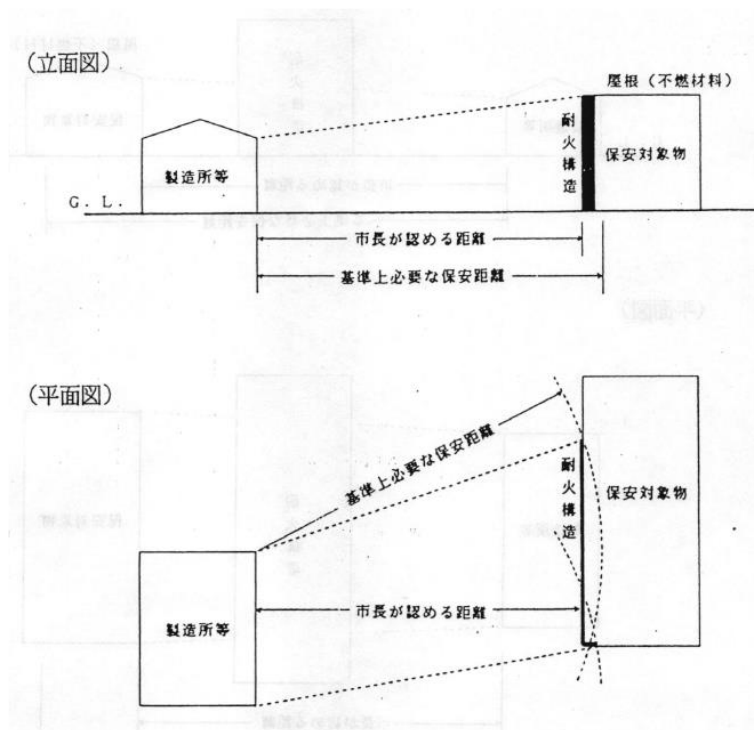 (立面図)
屋根（不燃材料）
耐火構造
保安対象物
製造所等
G.L.
市長が認める距離
基準上必要な保安距離
(平面図)
基準上必要な保安距離
耐火構造
保安対象物
市長が認める距離
製造所等